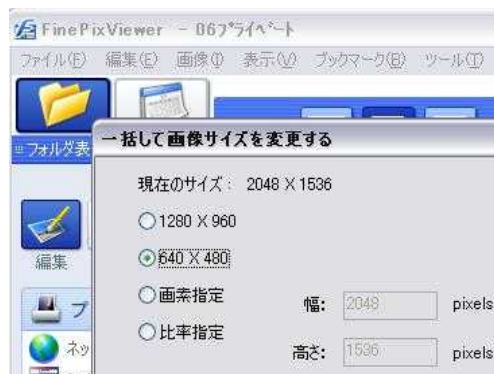 FinePixViewer - 06プライベート
ファイル(F) 編集(E) 画像(I) 表示(V) ブックマーク(B) ツール(T)
フォルダ表
一括して画像サイズを変更する
現在のサイズ： 2048 X 1536
1280 X 960
640 X 480
編集
画素指定
幅: 2048 pixels
プ
比率指定
ネッ
高さ: 1536 pixels